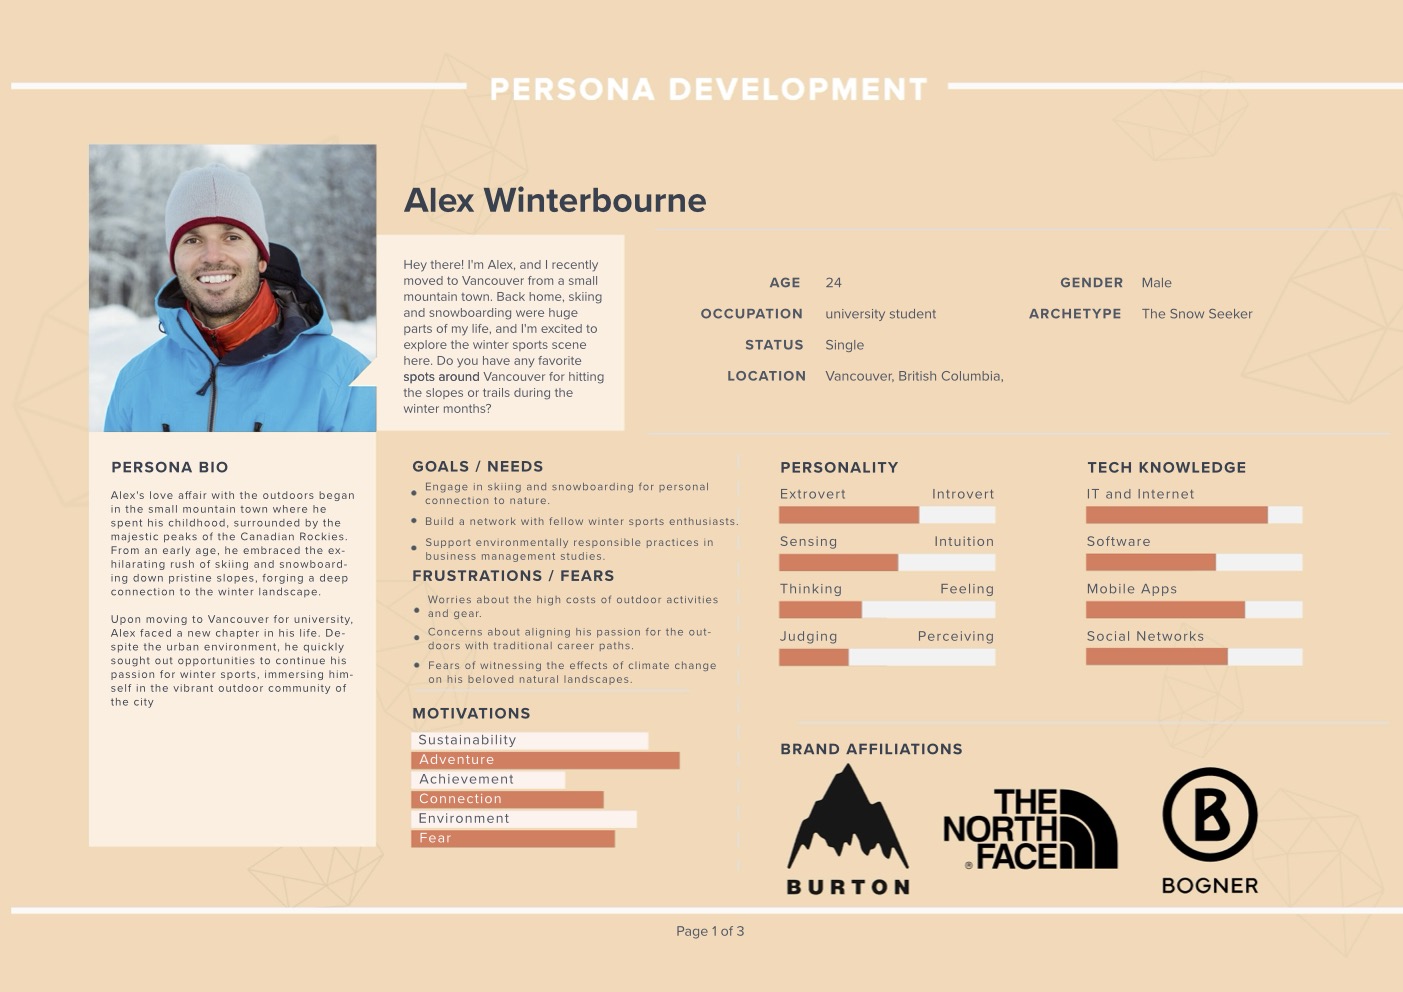 PERSONA DEVELOPMENT
Alex Winterbourne
Hey there! I'm Alex, and I recently
moved to Vancouver from a small
mountain town. Back home, skiing
and snowboarding were huge
parts of my life, and I'm excited to
explore the winter sports scene
here. Do you have any favorite
spots around Vancouver for hitting
the slopes or trails during the
winter months?
AGE 24
OCCUPATION university student
STATUS Single
LOCATION Vancouver, British Columbia,
GENDER Male
ARCHETYPE The Snow Seeker
PERSONA BIO
Alex's love affair with the outdoors began
in the small mountain town where he
spent his childhood, surrounded by the
majestic peaks of the Canadian Rockies.
From an early age, he embraced the ex-
hilarating rush of skiing and snowboard-
ing down pristine slopes, forging a deep
connection to the winter landscape.
Upon moving to Vancouver for university,
Alex faced a new chapter in his life. De-
spite the urban environment, he quickly
sought out opportunities to continue his
passion for winter sports, immersing him-
self in the vibrant outdoor community of
the city
GOALS / NEEDS
• Engage in skiing and snowboarding for personal
connection to nature.
• Build a network with fellow winter sports enthusiasts.
• Support environmentally responsible practices in
business management studies.
FRUSTRATIONS / FEARS
• Worries about the high costs of outdoor activities
and gear.
• Concerns about aligning his passion for the out-
doors with traditional career paths.
• Fears of witnessing the effects of climate change
on his beloved natural landscapes.
MOTIVATIONS
Sustainability
Adventure
Achievement
Connection
Environment
Fear
PERSONALITY
Extrovert Introvert
Sensing Intuition
Thinking Feeling
Judging Perceiving
TECH KNOWLEDGE
IT and Internet
Software
Mobile Apps
Social Networks
BRAND AFFILIATIONS
BURTON
THE
NORTH
® FACE
B
BOGNER
Page 1 of 3